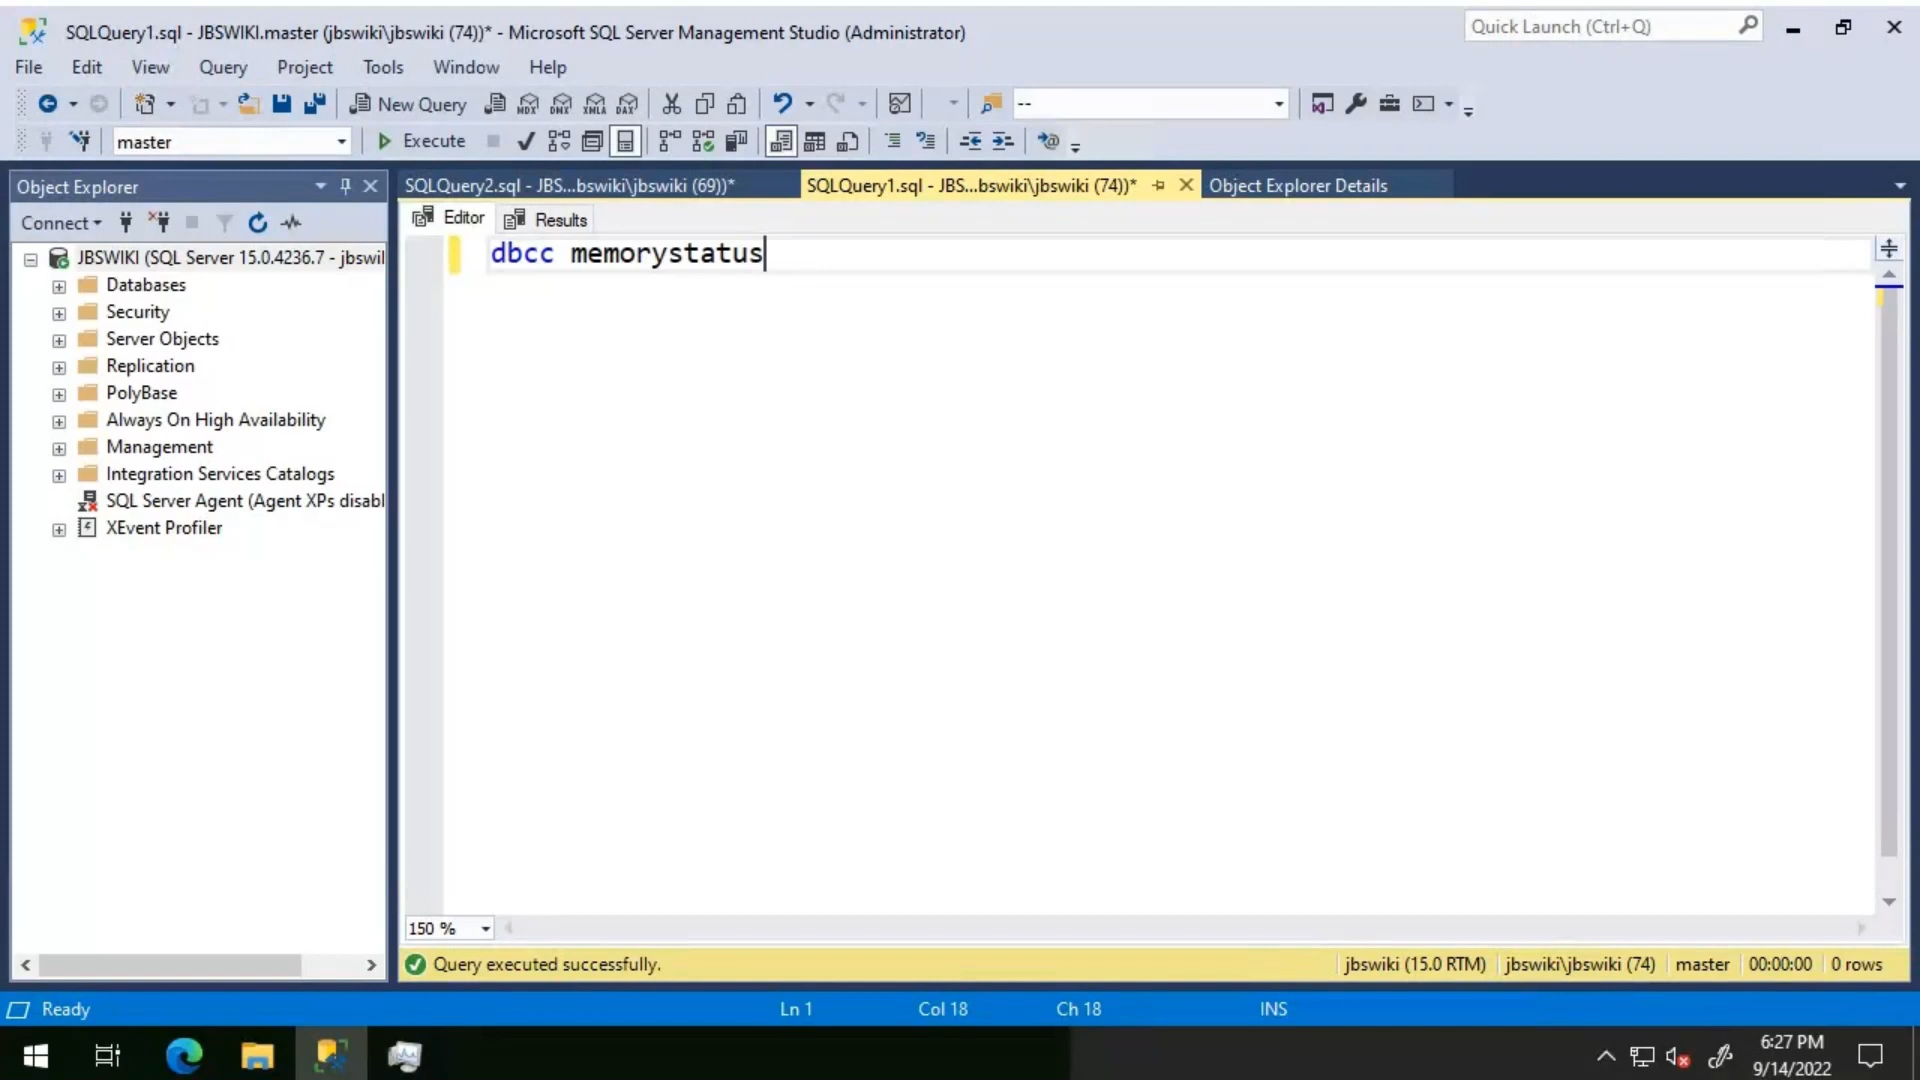 SQLQuery1.sql - JBSWIKI.master (jbswiki\jbswiki (74))* - Microsoft SQL Server Management Studio (Administrator)
Quick Launch (Ctrl+Q)
File Edit View Query Project Tools Window Help
New Query MDX DMX XMLA DAX --
master Execute
Object Explorer
SQLQuery2.sql - JBS...bswiki\jbswiki (69))*
SQLQuery1.sql - JBS...bswiki\jbswiki (74))*
Object Explorer Details
Connect
Editor Results
dbcc memorystatus
JBSWIKI (SQL Server 15.0.4236.7 - jbswil
Databases
Security
Server Objects
Replication
PolyBase
Always On High Availability
Management
Integration Services Catalogs
SQL Server Agent (Agent XPs disabl
XEvent Profiler
150 %
Query executed successfully.
jbswiki (15.0 RTM) jbswiki\jbswiki (74) master 00:00:00 0 rows
Ready Ln 1 Col 18 Ch 18 INS
6:27 PM
9/14/2022